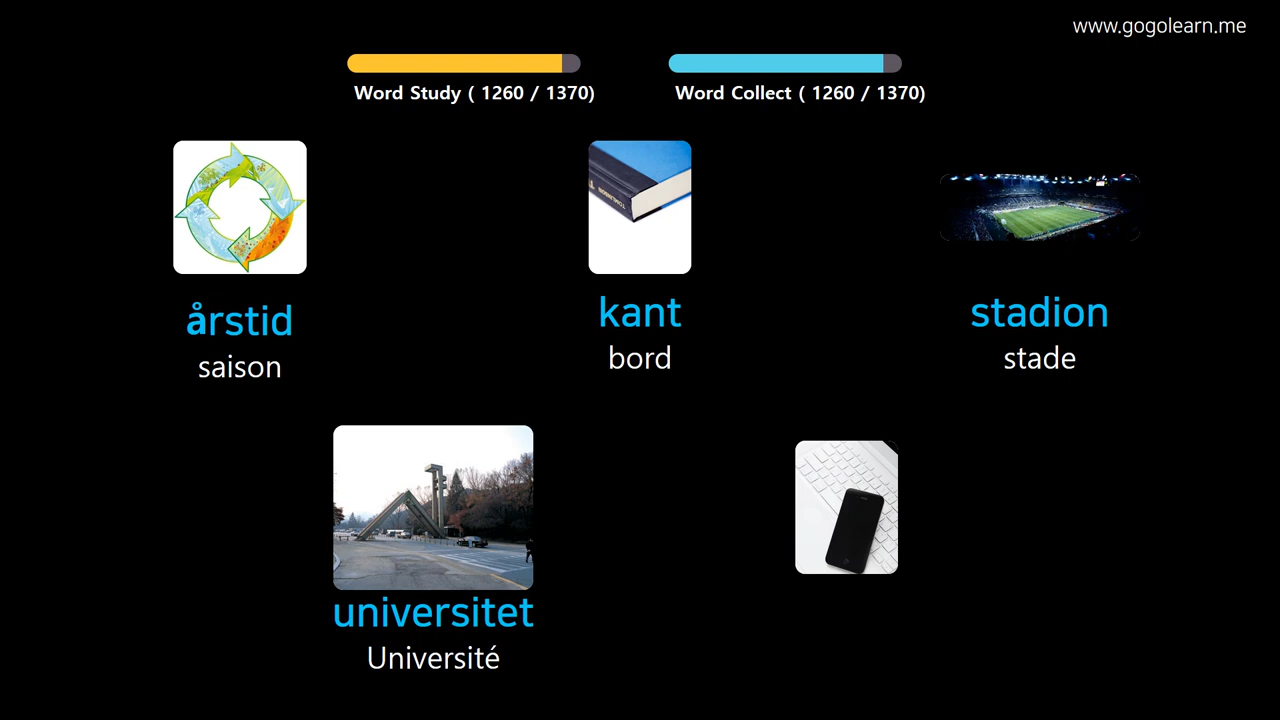 www.gogolearn.me
Word Study ( 1260 / 1370)
Word Collect ( 1260 / 1370)
årstid
saison
kant
bord
stadion
stade
universitet
Université